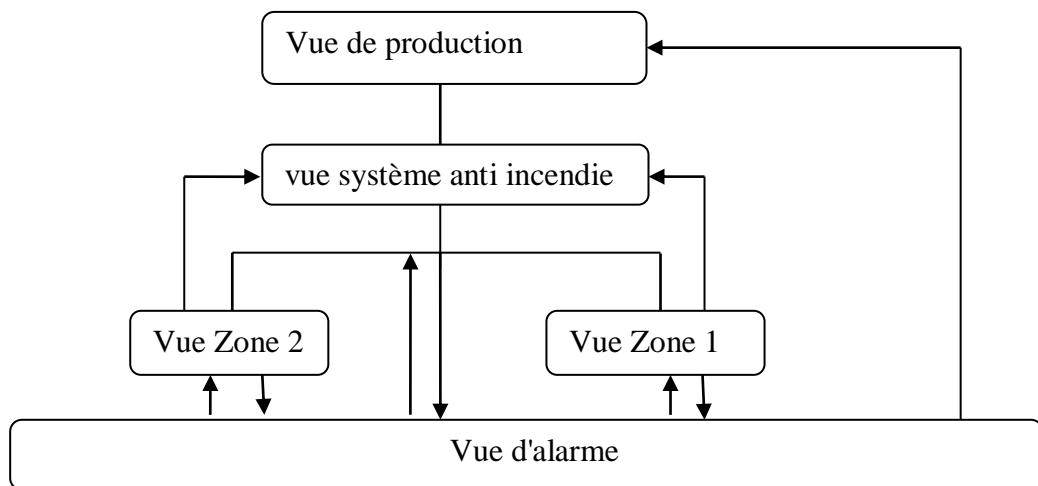 Vue de production
vue système anti incendie
Vue Zone 2
Vue Zone 1
Vue d'alarme